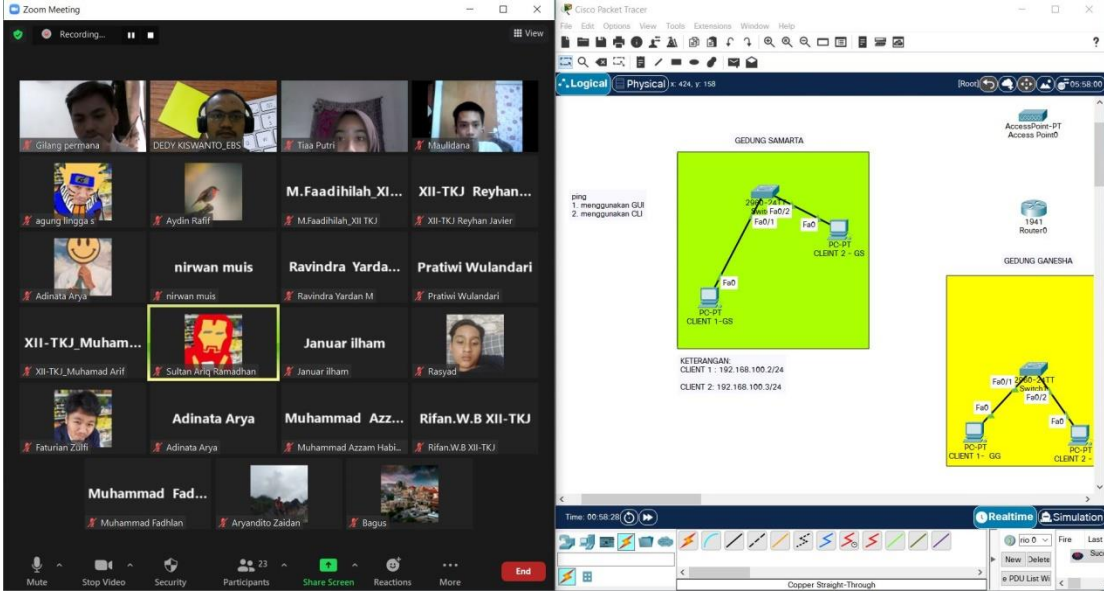 Zoom Meeting
Recording...
View
Gilang permana
DEDY KISWANTO_EBS
Tiaa Putri
Maulidana
agung lingga s
Aydin Rafif
M.Faadihilah_XI...
M.Faadihilah_XII TKJ
XII-TKJ Reyhan...
XII-TKJ Reyhan Javier
Adinata Arya
nirwan muis
nirwan muis
Ravindra Yarda...
Ravindra Yardan M
Pratiwi Wulandari
Pratiwi Wulandari
XII-TKJ_Muham...
XII-TKJ_Muhamad Arif
Sultan Ariq Ramadhan
Januar ilham
Januar ilham
Rasyad
Faturian Zulfi
Adinata Arya
Adinata Arya
Muhammad Azz...
Muhammad Azzam Habi...
Rifan.W.B XII-TKJ
Rifan.W.B XII-TKJ
Muhammad Fad...
Muhammad Fadhlan
Aryandito Zaidan
Bagus
Mute
Stop Video
Security
23
Participants
Share Screen
Reactions
More
End
Cisco Packet Tracer
File Edit Options View Tools Extensions Window Help
Logical
Physical
x: 424, y: 158
[Root]
05:58:00
AccessPoint-PT
Access Point0
GEDUNG SAMARTA
ping
1. menggunakan GUI
2. menggunakan CLI
Fa0/2
Fa0/1
Fa0
PC-PT
CLEINT 2 - GS
Fa0
PC-PT
CLIENT 1-GS
1941
Router0
GEDUNG GANESHA
KETERANGAN:
CLIENT 1 : 192.168.100.2/24
CLIENT 2: 192.168.100.3/24
Fa0/1
Fa0/2
Fa0
Fa0
PC-PT
CLIENT 1- GG
PC-PT
CLEINT 2 -
Time: 00:58:28
Realtime
Simulation
rio 0
Fire
Last
New
Delete
Succ
e PDU List Wi
Copper Straight-Through